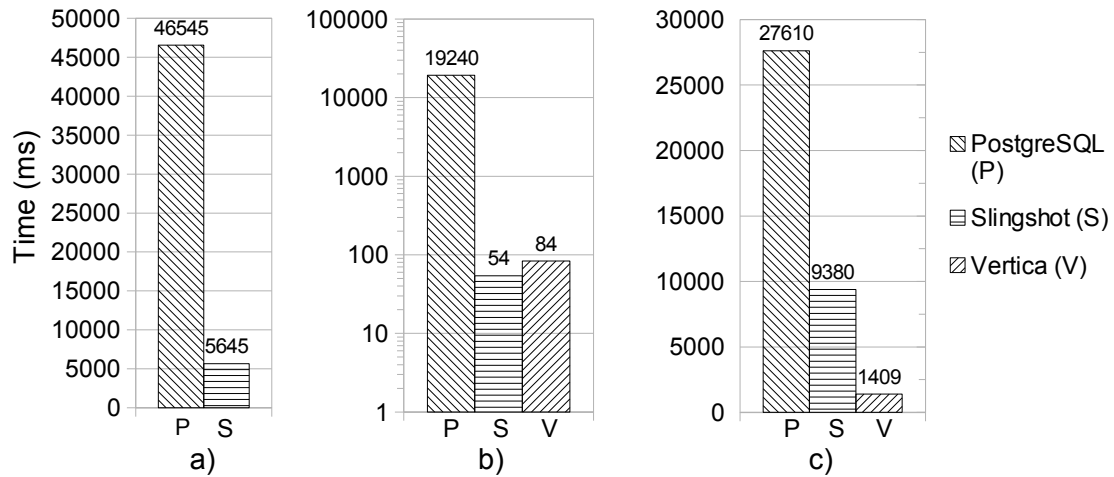 Time (ms)
50000
45000
40000
35000
30000
25000
20000
15000
10000
5000
0
46545
5645
P S
a)
100000
10000
1000
100
10
1
19240
54
84
P S V
b)
30000
25000
20000
15000
10000
5000
0
27610
9380
1409
P S V
c)
PostgreSQL
(P)
Slingshot (S)
Vertica (V)